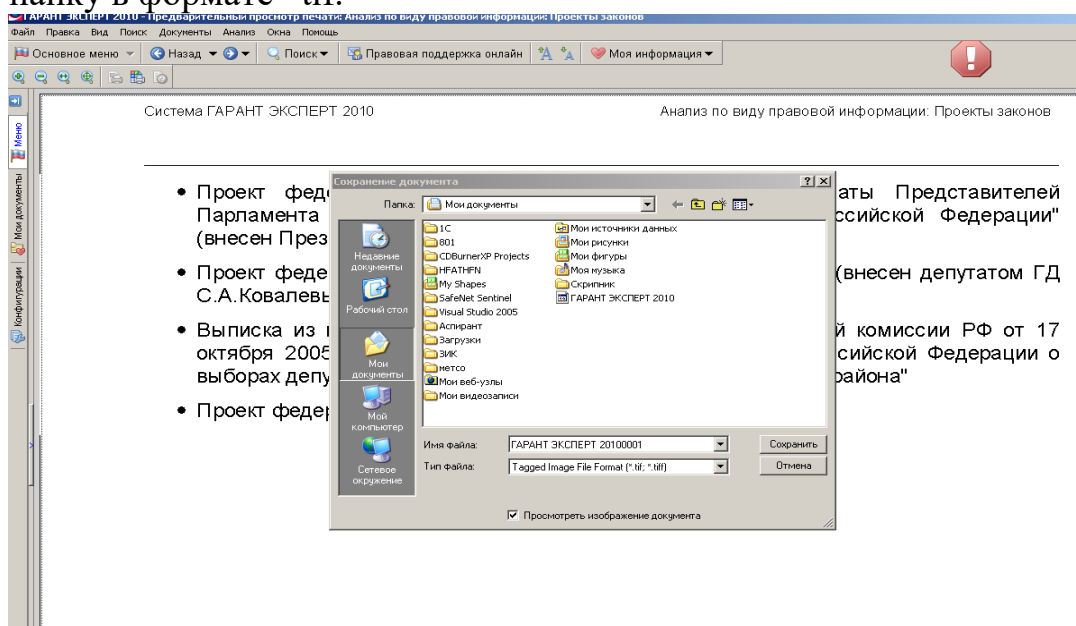 папку в формате *tif.
ГАРАНТ ЭКСПЕРТ 2010 - Предварительный просмотр печати: Анализ по виду правовой информации: Проекты законов
Файл Правка Вид Поиск Документы Анализ Окна Помощь
Основное меню Назад Поиск Правовая поддержка онлайн Моя информация
Система ГАРАНТ ЭКСПЕРТ 2010 Анализ по виду правовой информации: Проекты законов
Меню
Мои документы
Конфигурации
• Проект феде аты Представителей
Парламента ссийской Федерации"
(внесен През
• Проект феде (внесен депутатом ГД
С.А.Ковалевы
• Выписка из й комиссии РФ от 17
октября 2005 сийской Федерации о
выборах депу района"
• Проект федер
Сохранение документа
Папка: Мои документы
Недавние документы
Рабочий стол
Мои документы
Мой компьютер
Сетевое окружение
1C
801
CDBurnerXP Projects
HFATHFN
My Shapes
SafeNet Sentinel
Visual Studio 2005
Аспирант
Загрузки
ЗИК
нетсо
Мои веб-узлы
Мои видеозаписи
Мои источники данных
Мои рисунки
Мои фигуры
Моя музыка
Скрипник
ГАРАНТ ЭКСПЕРТ 2010
Имя файла: ГАРАНТ ЭКСПЕРТ 20100001 Сохранить
Тип файла: Tagged Image File Format (*.tif; *.tiff) Отмена
Просмотреть изображение документа